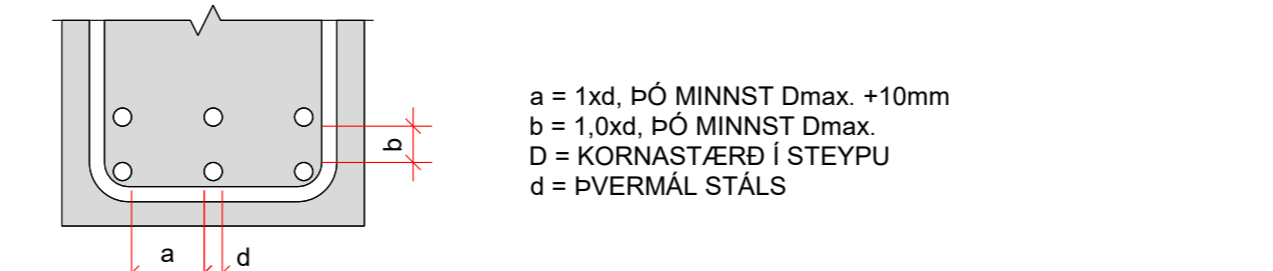 a = 1xd, ÞÓ MINNST Dmax. +10mm
b = 1,0xd, ÞÓ MINNST Dmax.
D = KORNASTÆRÐ Í STEYPU
d = ÞVERMÁL STÁLS
b
a
d